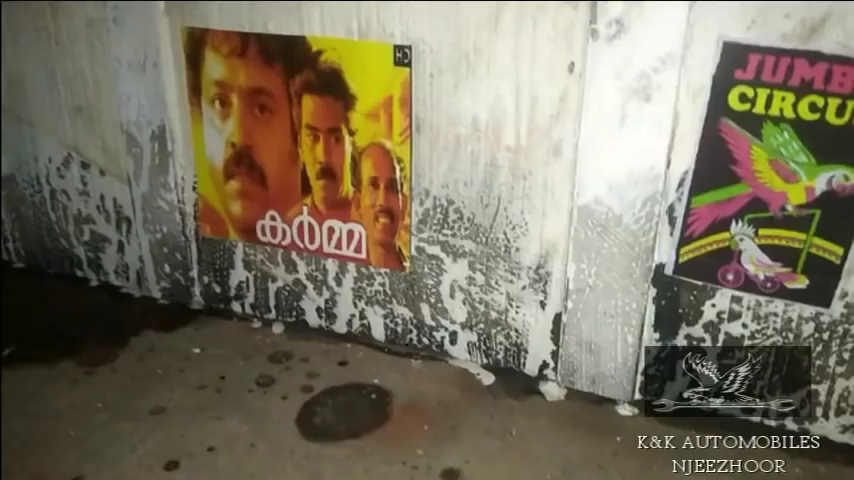 HD
കർമ്മ
JUMB
CIRCU
K&K AUTOMOBILES
NJEEZHOOR